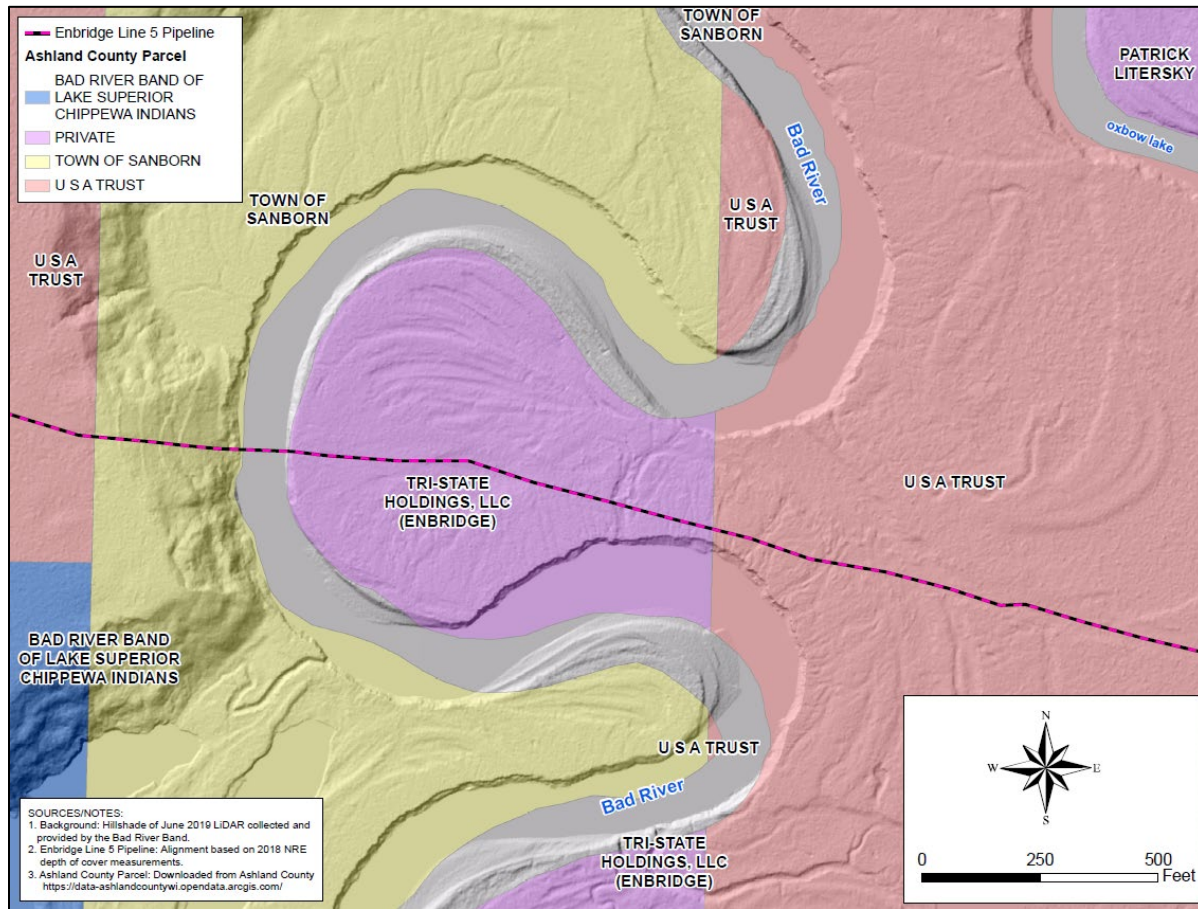 Enbridge Line 5 Pipeline
Ashland County Parcel
BAD RIVER BAND OF
LAKE SUPERIOR
CHIPPEWA INDIANS
PRIVATE
TOWN OF SANBORN
U S A TRUST
TOWN OF
SANBORN
PATRICK
LITERSKY
oxbow lake
Bad River
U S A
TRUST
TOWN OF
SANBORN
U S A
TRUST
TRI-STATE
HOLDINGS, LLC
(ENBRIDGE)
U S A TRUST
BAD RIVER BAND
OF LAKE SUPERIOR
CHIPPEWA INDIANS
U S A TRUST
Bad River
TRI-STATE
HOLDINGS, LLC
(ENBRIDGE)
SOURCES/NOTES:
1. Background: Hillshade of June 2019 LiDAR collected and
provided by the Bad River Band.
2. Enbridge Line 5 Pipeline: Alignment based on 2018 NRE
depth of cover measurements.
3. Ashland County Parcel: Downloaded from Ashland County
https://data-ashlandcountywi.opendata.arcgis.com/
N
W E
S
0 250 500
Feet